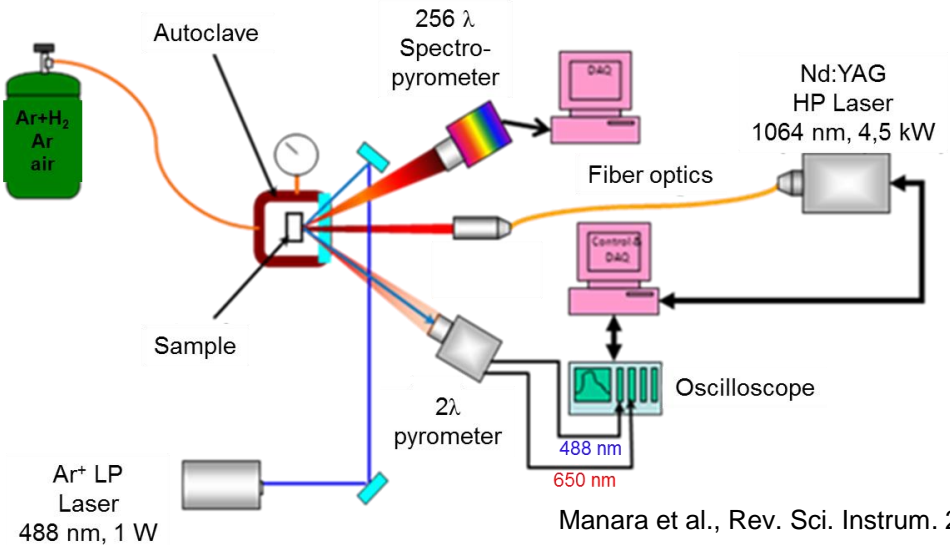 256 λ
Spectro-
pyrometer
Autoclave
DAQ
Nd:YAG
HP Laser
1064 nm, 4,5 kW
Ar+H₂
Ar
air
Fiber optics
Control &
DAQ
Sample
Oscilloscope
2λ
pyrometer
488 nm
650 nm
Ar⁺ LP
Laser
488 nm, 1 W
Manara et al., Rev. Sci. Instrum.